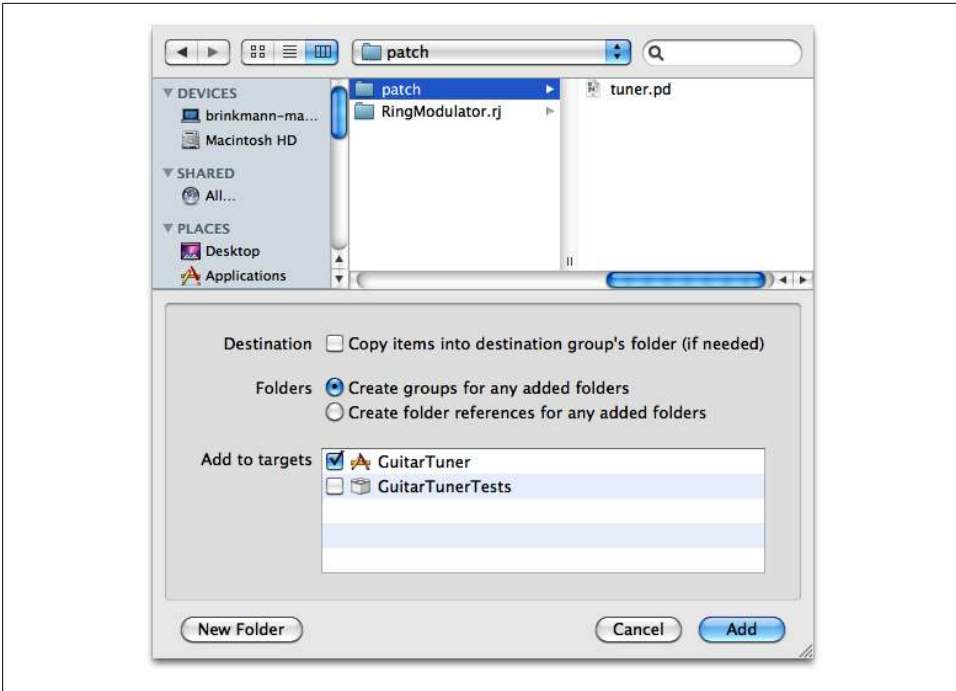 patch
DEVICES
brinkmann-ma...
Macintosh HD
SHARED
All...
PLACES
Desktop
Applications
patch
RingModulator.rj
tuner.pd
Destination Copy items into destination group's folder (if needed)
Folders Create groups for any added folders
Create folder references for any added folders
Add to targets GuitarTuner
GuitarTunerTests
New Folder Cancel Add